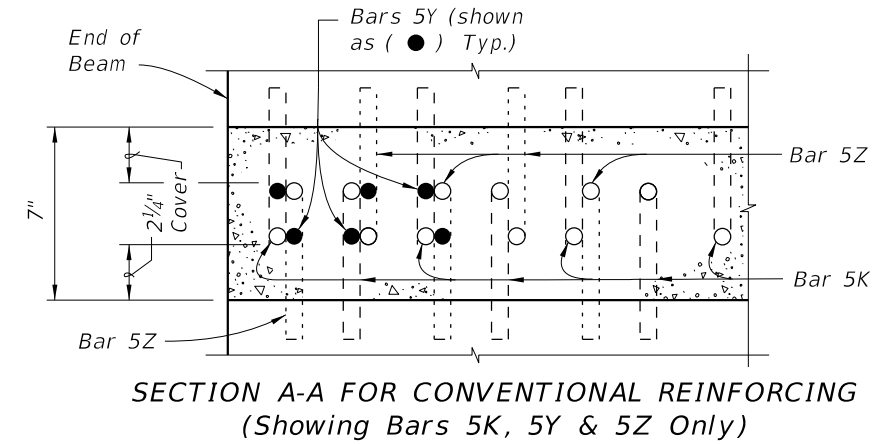 Bars 5Y (shown
as ( ● ) Typ.)
End of
Beam
Bar 5Z
7"
2¼"
Cover
Bar 5K
Bar 5Z
SECTION A-A FOR CONVENTIONAL REINFORCING
(Showing Bars 5K, 5Y & 5Z Only)